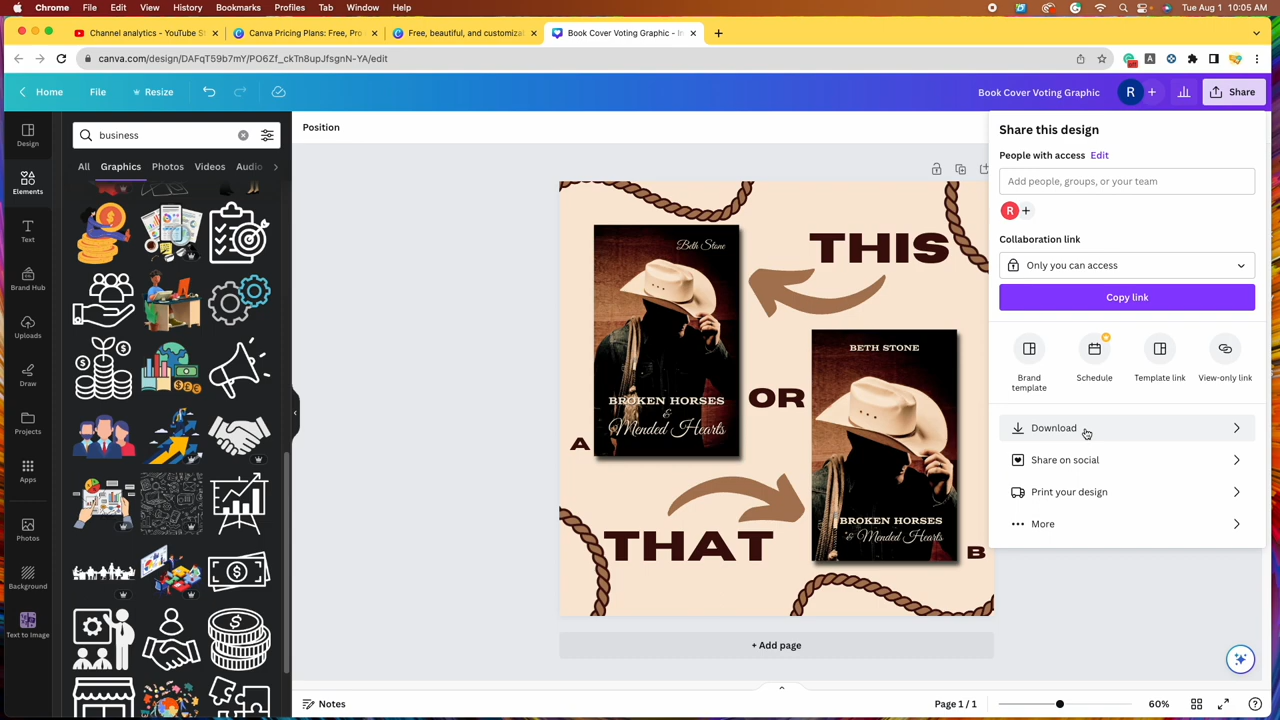 Chrome File Edit View History Bookmarks Profiles Tab Window Help Tue Aug 1 10:05 AM
Channel analytics - YouTube S Canva Pricing Plans: Free, Pro Free, beautiful, and customiza Book Cover Voting Graphic - In
canva.com/design/DAFqT59b7mY/PO6Zf_ckTn8upJfsgnN-YA/edit
Home File Resize Book Cover Voting Graphic R + Share
Design
Elements
Text
Brand Hub
Uploads
Draw
Projects
Apps
Photos
Background
Text to Image
business
All Graphics Photos Videos Audio
Position
Beth Stone
BROKEN HORSES
&
Mended Hearts
A
THIS
OR
THAT
BETH STONE
BROKEN HORSES
& Mended Hearts
B
+ Add page
Share this design
People with access Edit
Add people, groups, or your team
R
Collaboration link
Only you can access
Copy link
Brand
template
Schedule
Template link
View-only link
Download
Share on social
Print your design
More
Notes
Page 1 / 1
60%